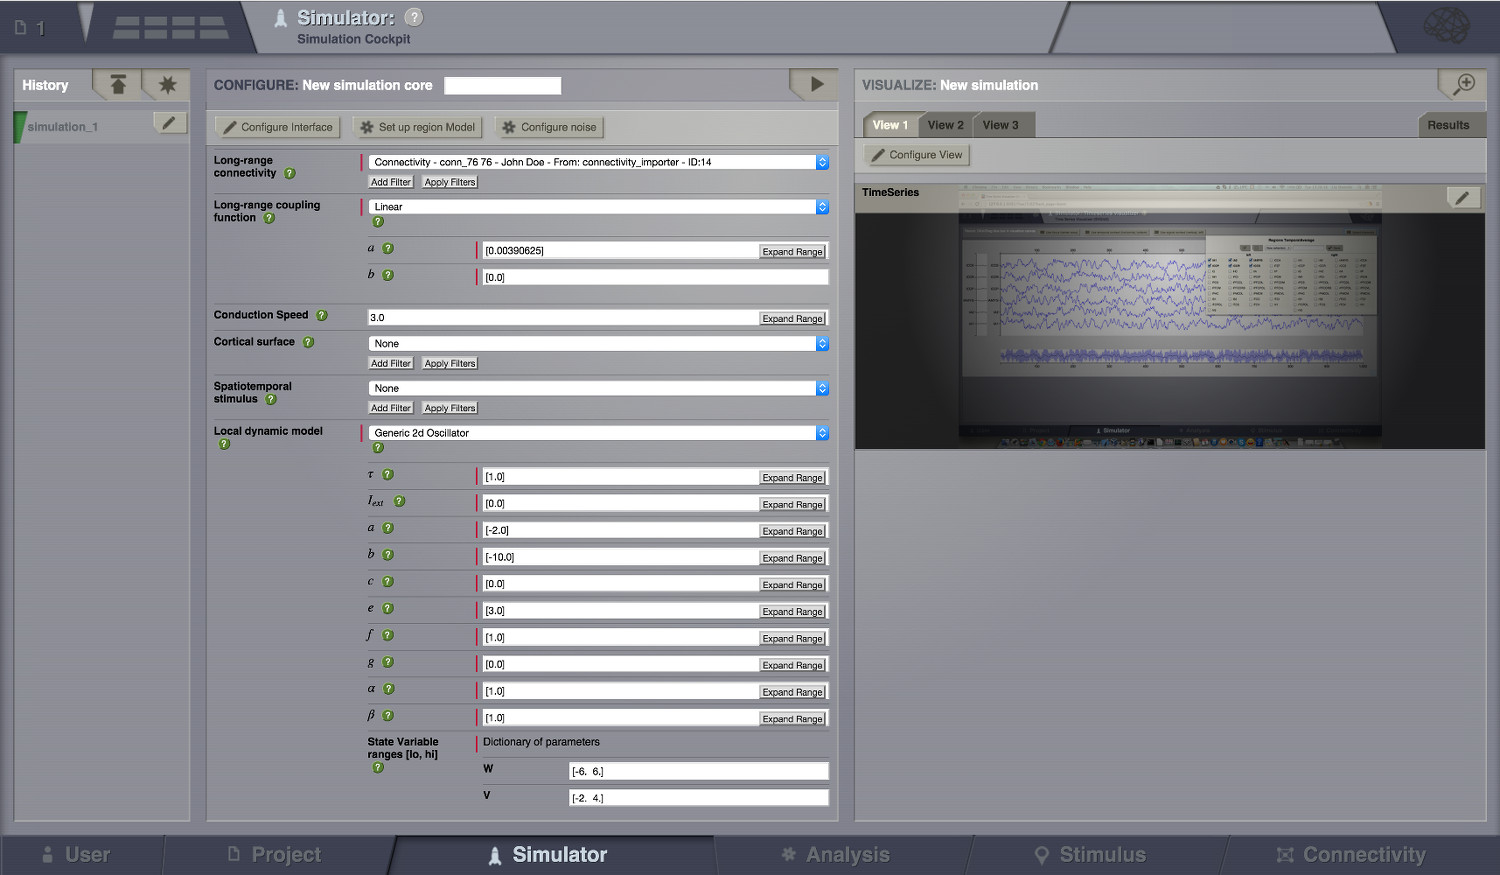 1
Simulator: ?
Simulation Cockpit
History
simulation_1
CONFIGURE: New simulation core
Configure Interface
Set up region Model
Configure noise
Long-range
connectivity ?
Connectivity - conn_76 76 - John Doe - From: connectivity_importer - ID:14
Add Filter
Apply Filters
Long-range coupling
function ?
Linear
?
a ?
[0.00390625]
Expand Range
b ?
[0.0]
Conduction Speed ?
3.0
Expand Range
Cortical surface ?
None
Add Filter
Apply Filters
Spatiotemporal
stimulus ?
None
Add Filter
Apply Filters
Local dynamic model
?
Generic 2d Oscillator
?
τ ?
[1.0]
Expand Range
Iext ?
[0.0]
Expand Range
a ?
[-2.0]
Expand Range
b ?
[-10.0]
Expand Range
c ?
[0.0]
Expand Range
e ?
[3.0]
Expand Range
f ?
[1.0]
Expand Range
g ?
[0.0]
Expand Range
α ?
[1.0]
Expand Range
β ?
[1.0]
Expand Range
State Variable
ranges [lo, hi]
?
Dictionary of parameters
W
[-6. 6.]
V
[-2. 4.]
VISUALIZE: New simulation
View 1
View 2
View 3
Results
Configure View
TimeSeries
Simulator
User
Project
Simulator
Analysis
Stimulus
Connectivity